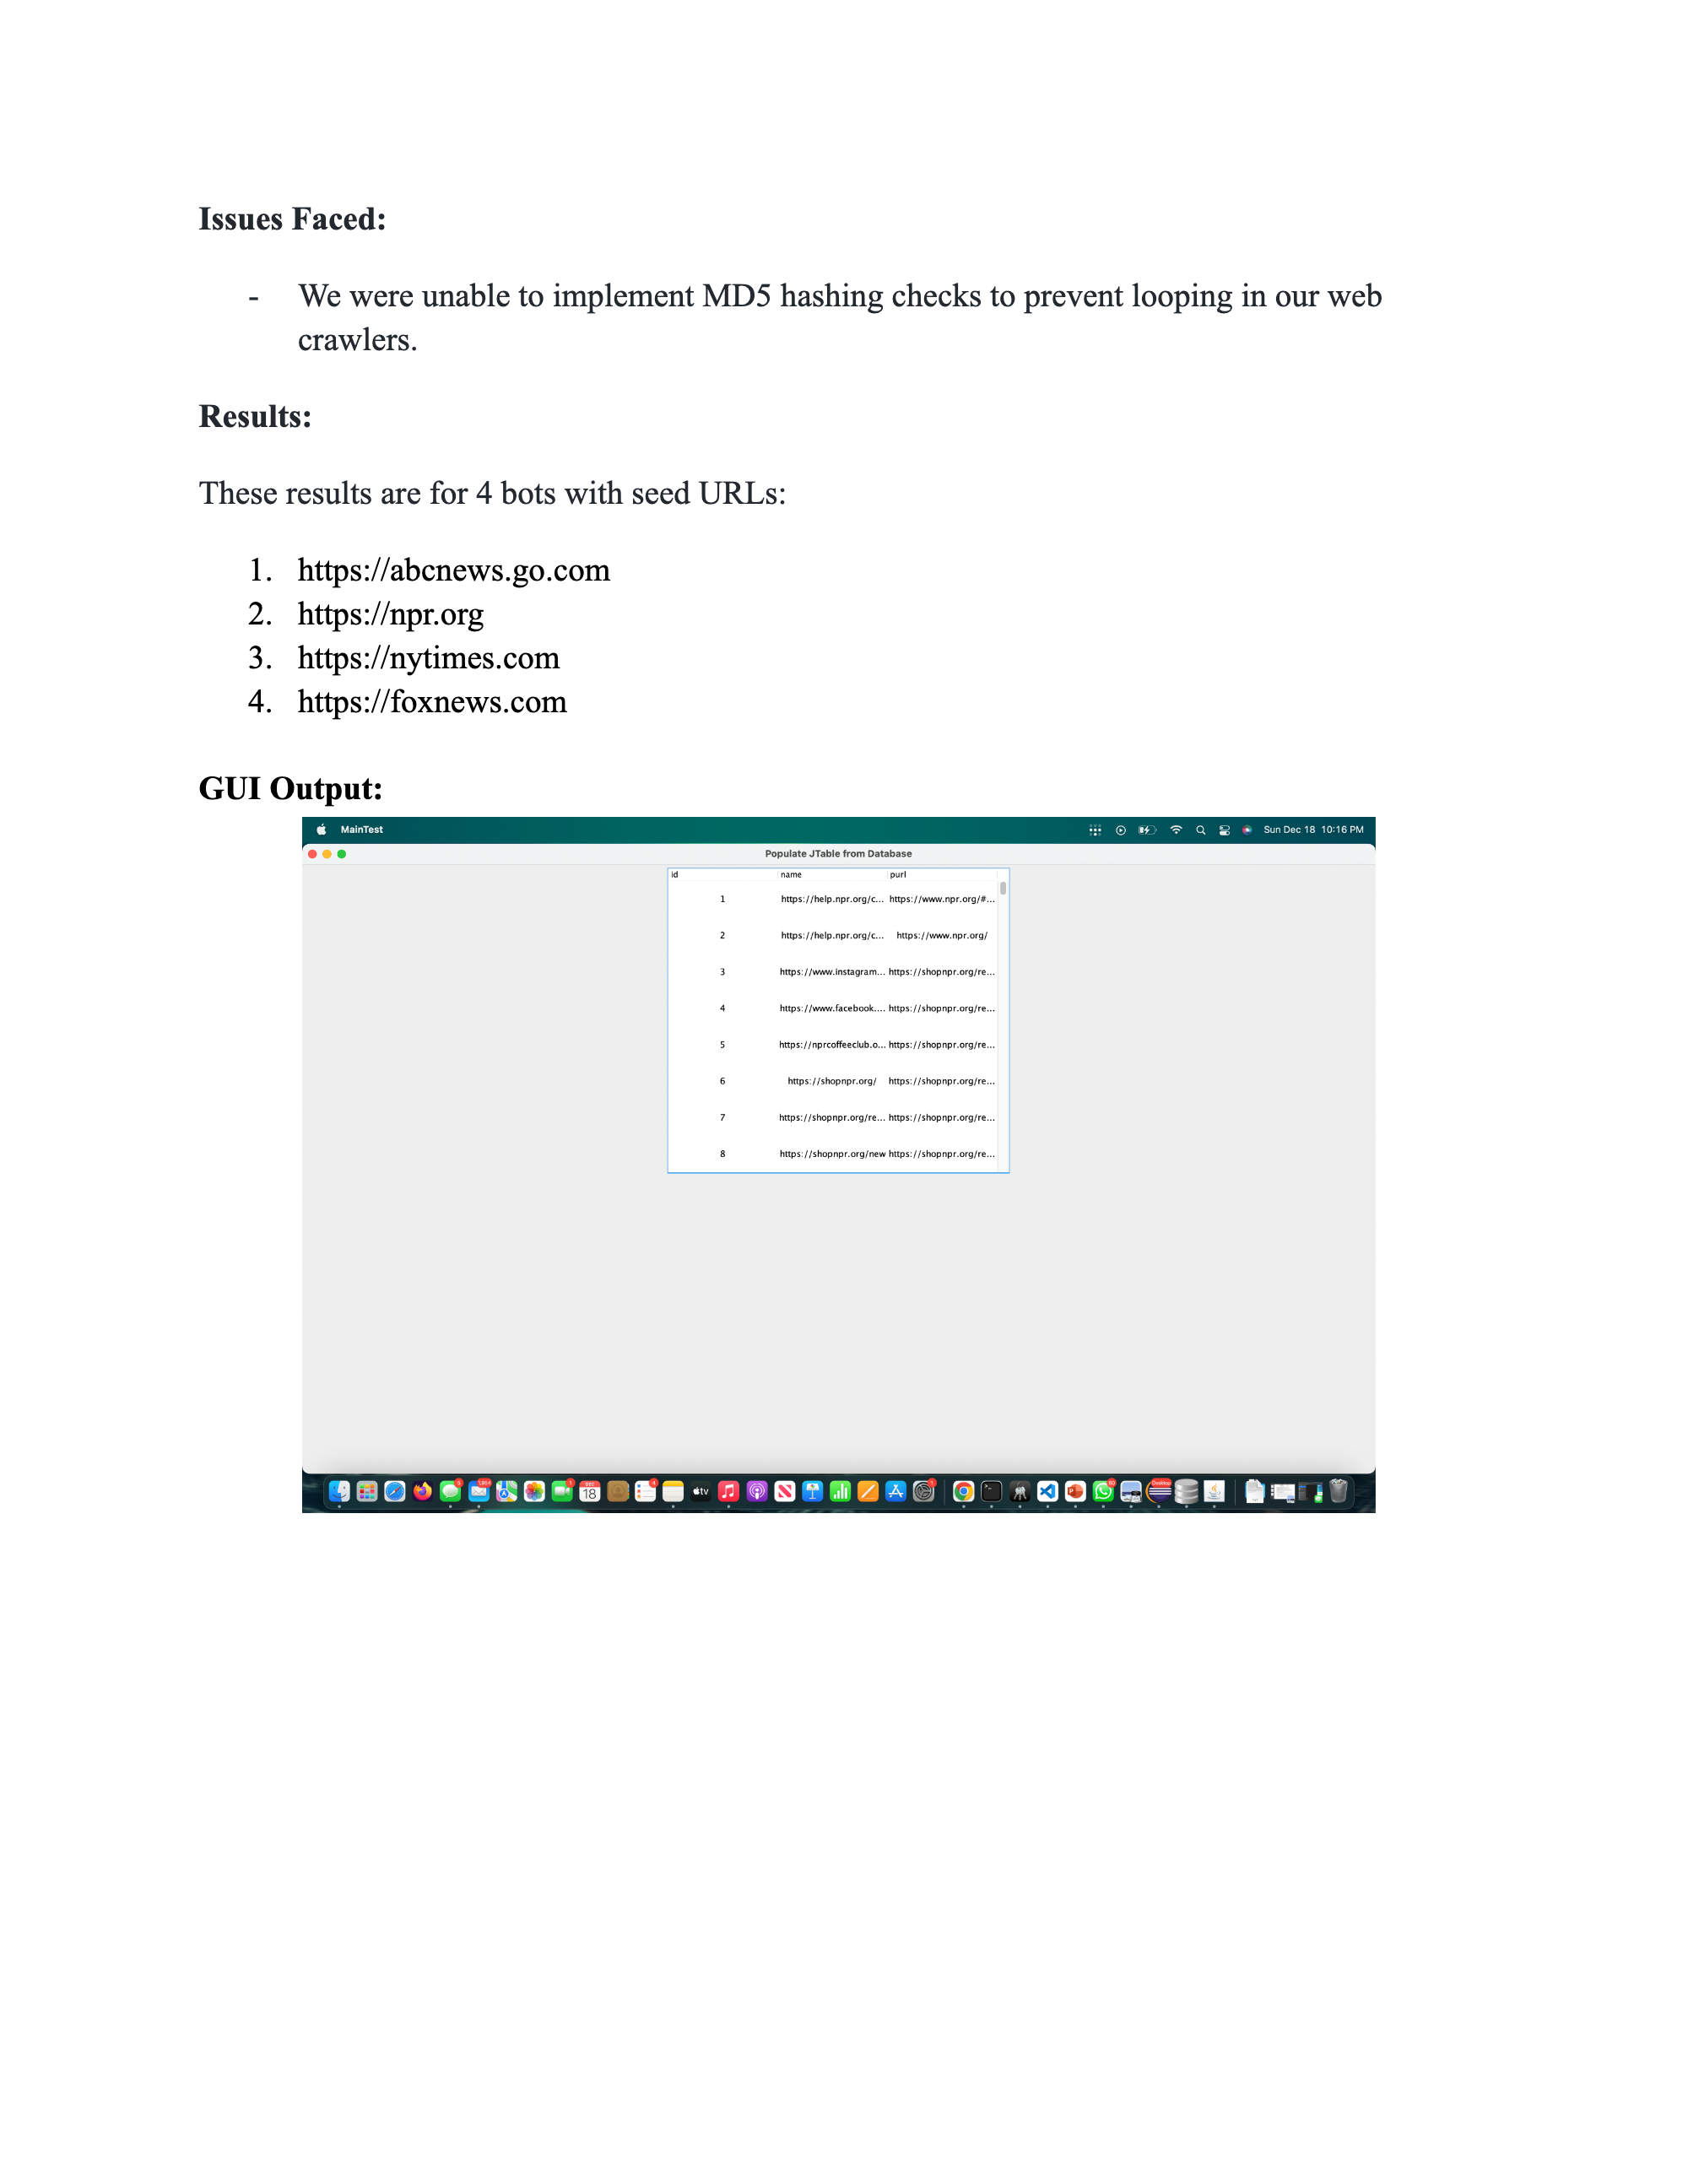 Issues Faced:
- We were unable to implement MD5 hashing checks to prevent looping in our web
crawlers.
Results:
These results are for 4 bots with seed URLs:
1. https://abcnews.go.com
2. https://npr.org
3. https://nytimes.com
4. https://foxnews.com
GUI Output:
MainTest Sun Dec 18 10:16 PM
Populate JTable from Database
id name purl
1 https://help.npr.org/c... https://www.npr.org/#...
2 https://help.npr.org/c... https://www.npr.org/
3 https://www.instagram... https://shopnpr.org/re...
4 https://www.facebook.... https://shopnpr.org/re...
5 https://nprcoffeeclub.o... https://shopnpr.org/re...
6 https://shopnpr.org/ https://shopnpr.org/re...
7 https://shopnpr.org/re... https://shopnpr.org/re...
8 https://shopnpr.org/new https://shopnpr.org/re...
18 tv